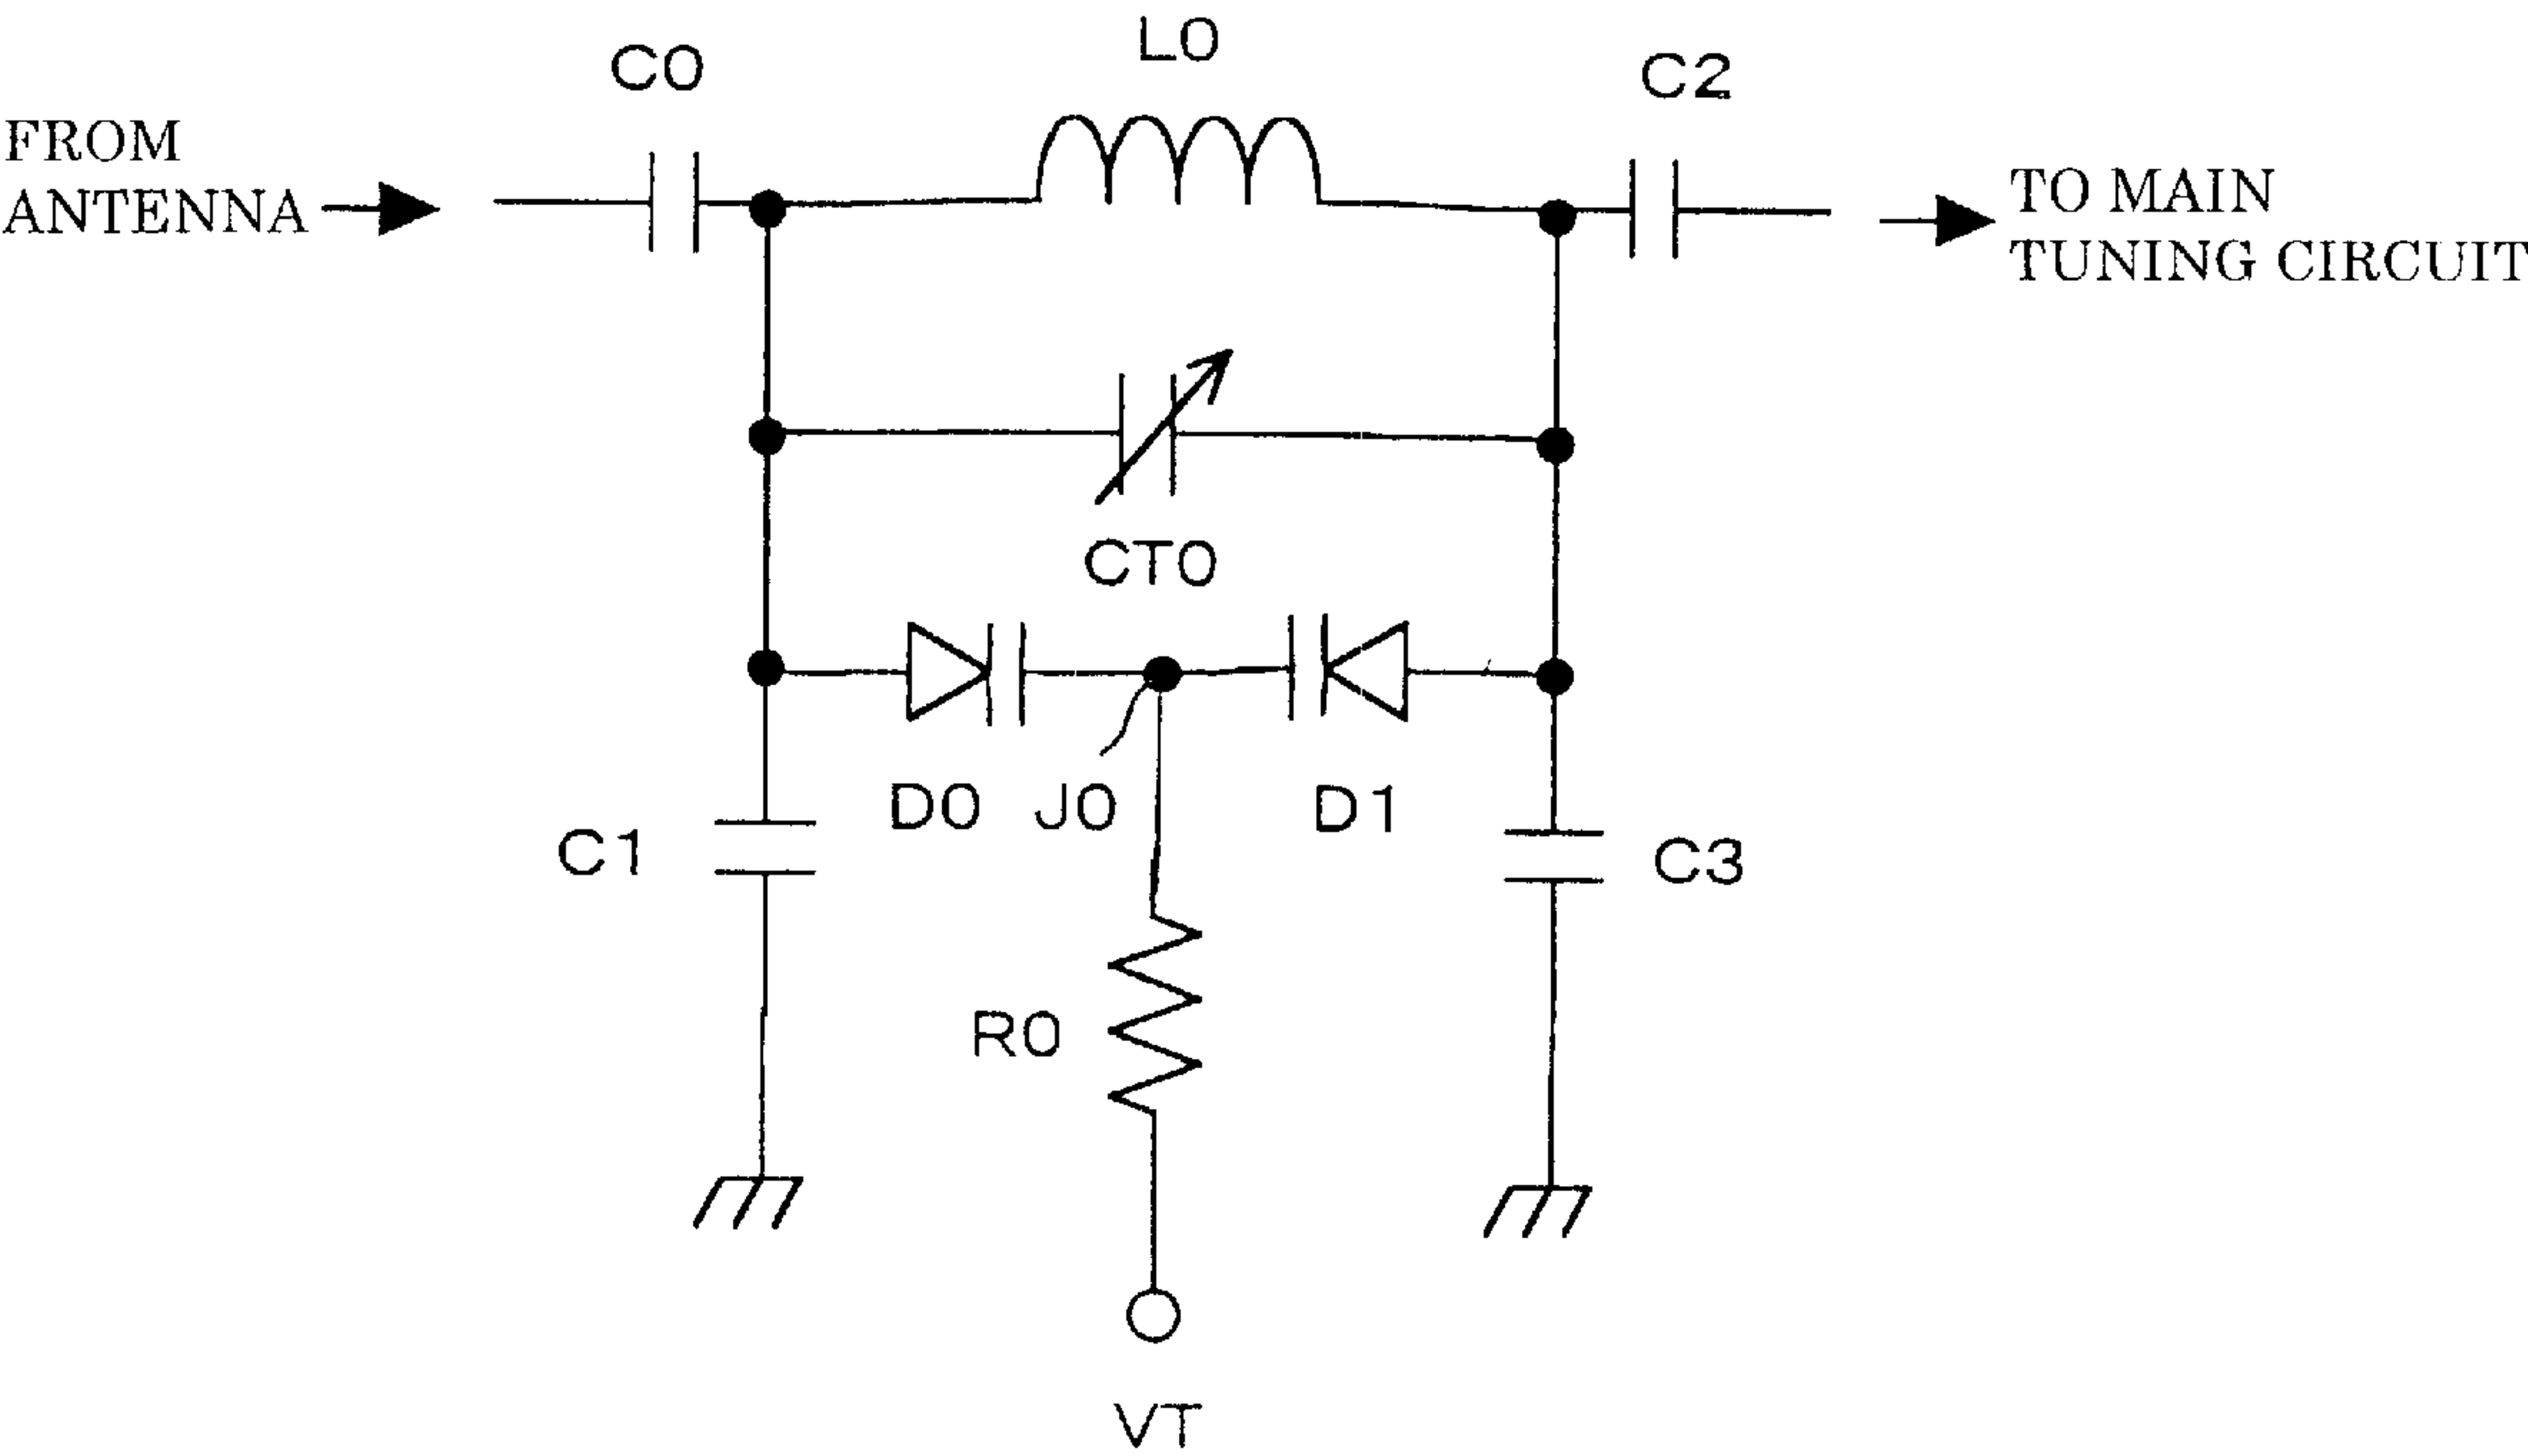 L0
C0
C2
FROM
ANTENNA
TO MAIN
TUNING CIRCUIT
CT0
D0
J0
D1
C1
C3
R0
VT